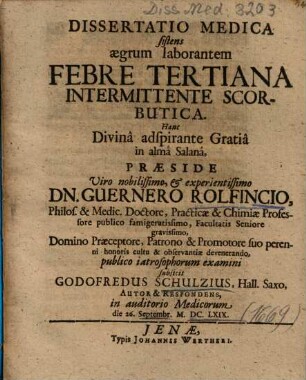 Diss. Med. 3203.
DISSERTATIO MEDICA
sistens
ægrum laborantem
FEBRE TERTIANA
INTERMITTENTE SCOR-
BUTICA.
Hanc
Divinâ adspirante Gratiâ
in almâ Salanâ,
PRÆSIDE
Viro nobilissimo, & experientissimo
DN. GUERNERO ROLFINCIO,
Philos. & Medic. Doctore, Practicæ & Chimiæ Profes-
sore publico famigeratissimo, Facultatis Seniore
gravissimo,
Domino Præceptore, Patrono & Promotore suo peren-
ni honoris cultu & observantiæ devenerando,
publico iatrosophorum examini
subjicit
GODOFREDUS SCHULZIUS, Hall. Saxo,
AUTOR & RESPONDENS,
in auditorio Medicorum,
die 26. Septembr. M. DC. LXIX.
(1669)
JENÆ,
Typis JOHANNIS WERTHERI.